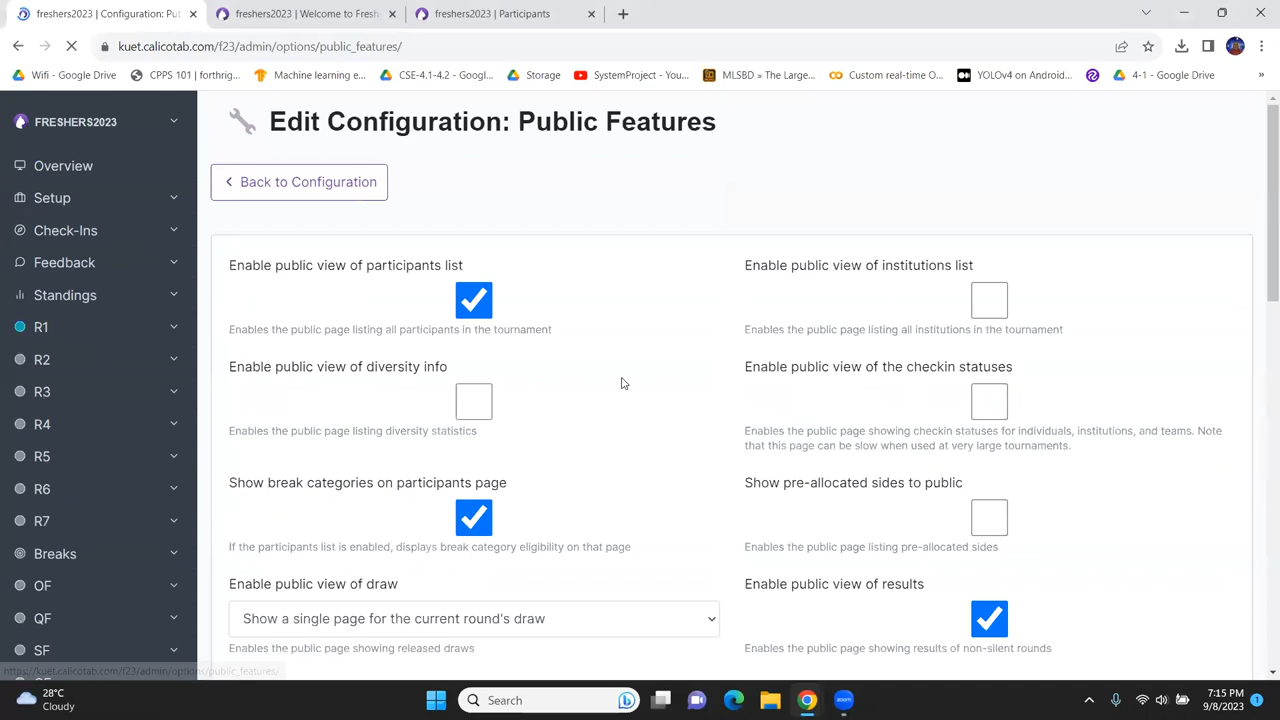 freshers2023 | Configuration: Pu
freshers2023 | Welcome to Fresh
freshers2023 | Participants
kuet.calicotab.com/f23/admin/options/public_features/
Wifi - Google Drive
CPPS 101 | forthrig...
Machine learning e...
CSE-4.1-4.2 - Googl...
Storage
SystemProject - You...
MLSBD » The Large...
Custom real-time O...
YOLOv4 on Android...
4-1 - Google Drive
»
FRESHERS2023
Overview
Setup
Check-Ins
Feedback
Standings
R1
R2
R3
R4
R5
R6
R7
Breaks
OF
QF
SF
Edit Configuration: Public Features
Back to Configuration
Enable public view of participants list
Enables the public page listing all participants in the tournament
Enable public view of institutions list
Enables the public page listing all institutions in the tournament
Enable public view of diversity info
Enables the public page listing diversity statistics
Enable public view of the checkin statuses
Enables the public page showing checkin statuses for individuals, institutions, and teams. Note
that this page can be slow when used at very large tournaments.
Show break categories on participants page
If the participants list is enabled, displays break category eligibility on that page
Show pre-allocated sides to public
Enables the public page listing pre-allocated sides
Enable public view of draw
Show a single page for the current round's draw
Enables the public page showing released draws
Enable public view of results
Enables the public page showing results of non-silent rounds
https://kuet.calicotab.com/f23/admin/options/public_features/
28°C
Cloudy
Search
zoom
7:15 PM
9/8/2023